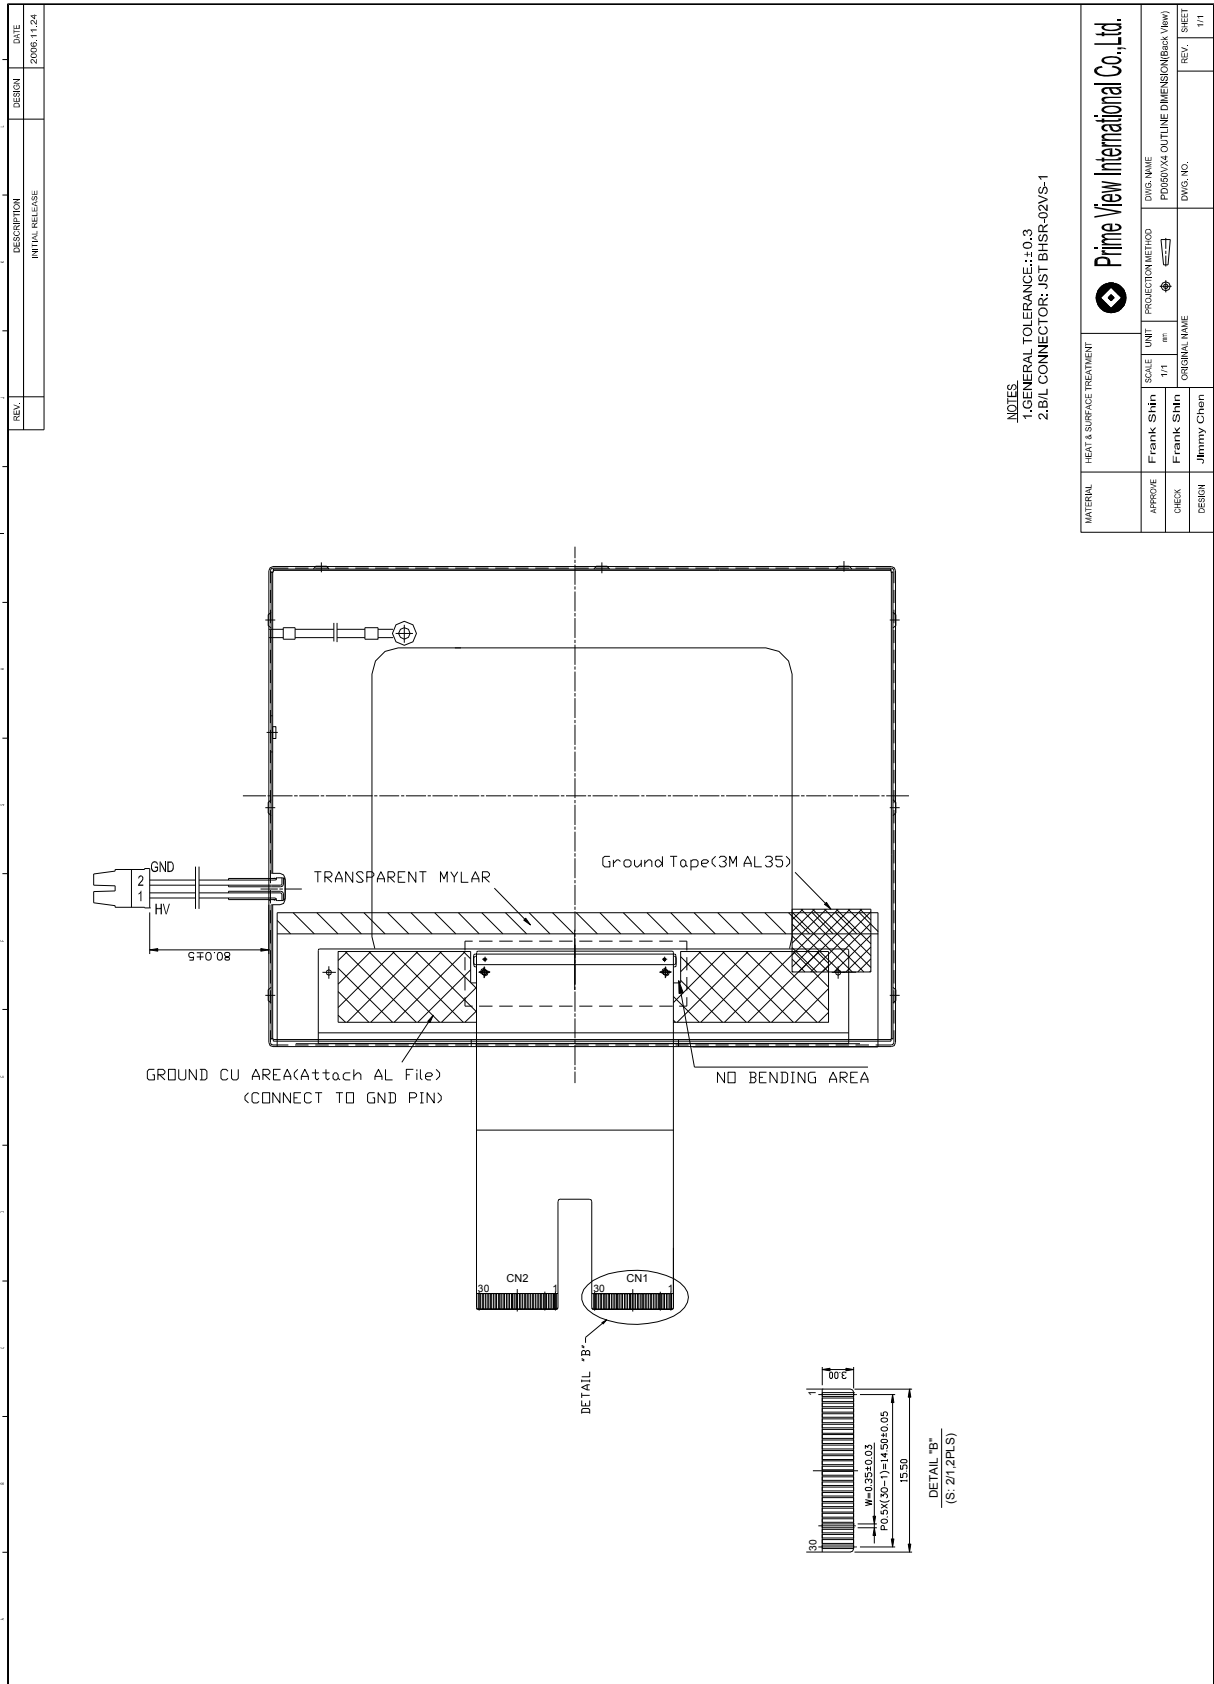 REV.
DESCRIPTION
DESIGN
DATE
INITIAL RELEASE
2006.11.24
NOTES
1.GENERAL TOLERANCE.:±0.3
2.B/L CONNECTOR: JST BHSR-02VS-1
MATERIAL
HEAT & SURFACE TREATMENT
Prime View International Co.,Ltd.
APPROVE
Frank Shin
SCALE
1/1
UNIT
m
PROJECTION METHOD
DWG. NAME
PD050VX4 OUTLINE DIMENSION(Back View)
CHECK
Frank Shin
DESIGN
Jimmy Chen
ORIGINAL NAME
DWG. NO.
REV.
SHEET
1/1
GND
2
1
HV
80.0±5
TRANSPARENT MYLAR
Ground Tape(3M AL35)
GROUND CU AREA(Attach AL File)
(CONNECT TO GND PIN)
NO BENDING AREA
CN2
30 1
CN1
30 1
DETAIL "B"
3.00
1
30
W=0.35±0.03
P0.5X(30-1)=14.50±0.05
15.50
DETAIL "B"
(S: 2/1,2PLS)